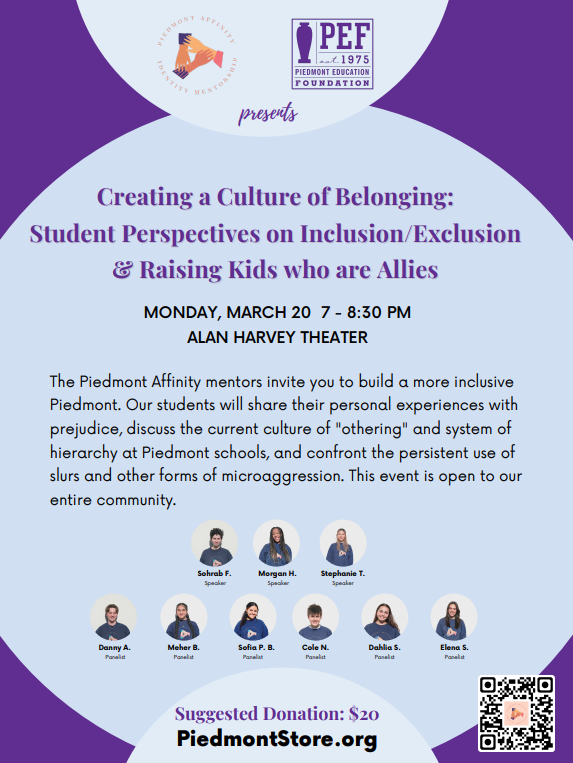 PIEDMONT AFFINITY
IDENTITY MENTORSHIP
PEF
est. 1975
PIEDMONT EDUCATION
FOUNDATION
presents
Creating a Culture of Belonging:
Student Perspectives on Inclusion/Exclusion
& Raising Kids who are Allies
MONDAY, MARCH 20 7 - 8:30 PM
ALAN HARVEY THEATER
The Piedmont Affinity mentors invite you to build a more inclusive
Piedmont. Our students will share their personal experiences with
prejudice, discuss the current culture of "othering" and system of
hierarchy at Piedmont schools, and confront the persistent use of
slurs and other forms of microaggression. This event is open to our
entire community.
Sohrab F. Morgan H. Stephanie T.
Speaker Speaker Speaker
Danny A. Meher B. Sofia P. B. Cole N. Dahlia S. Elena S.
Panelist Panelist Panelist Panelist Panelist Panelist
Suggested Donation: $20
PiedmontStore.org